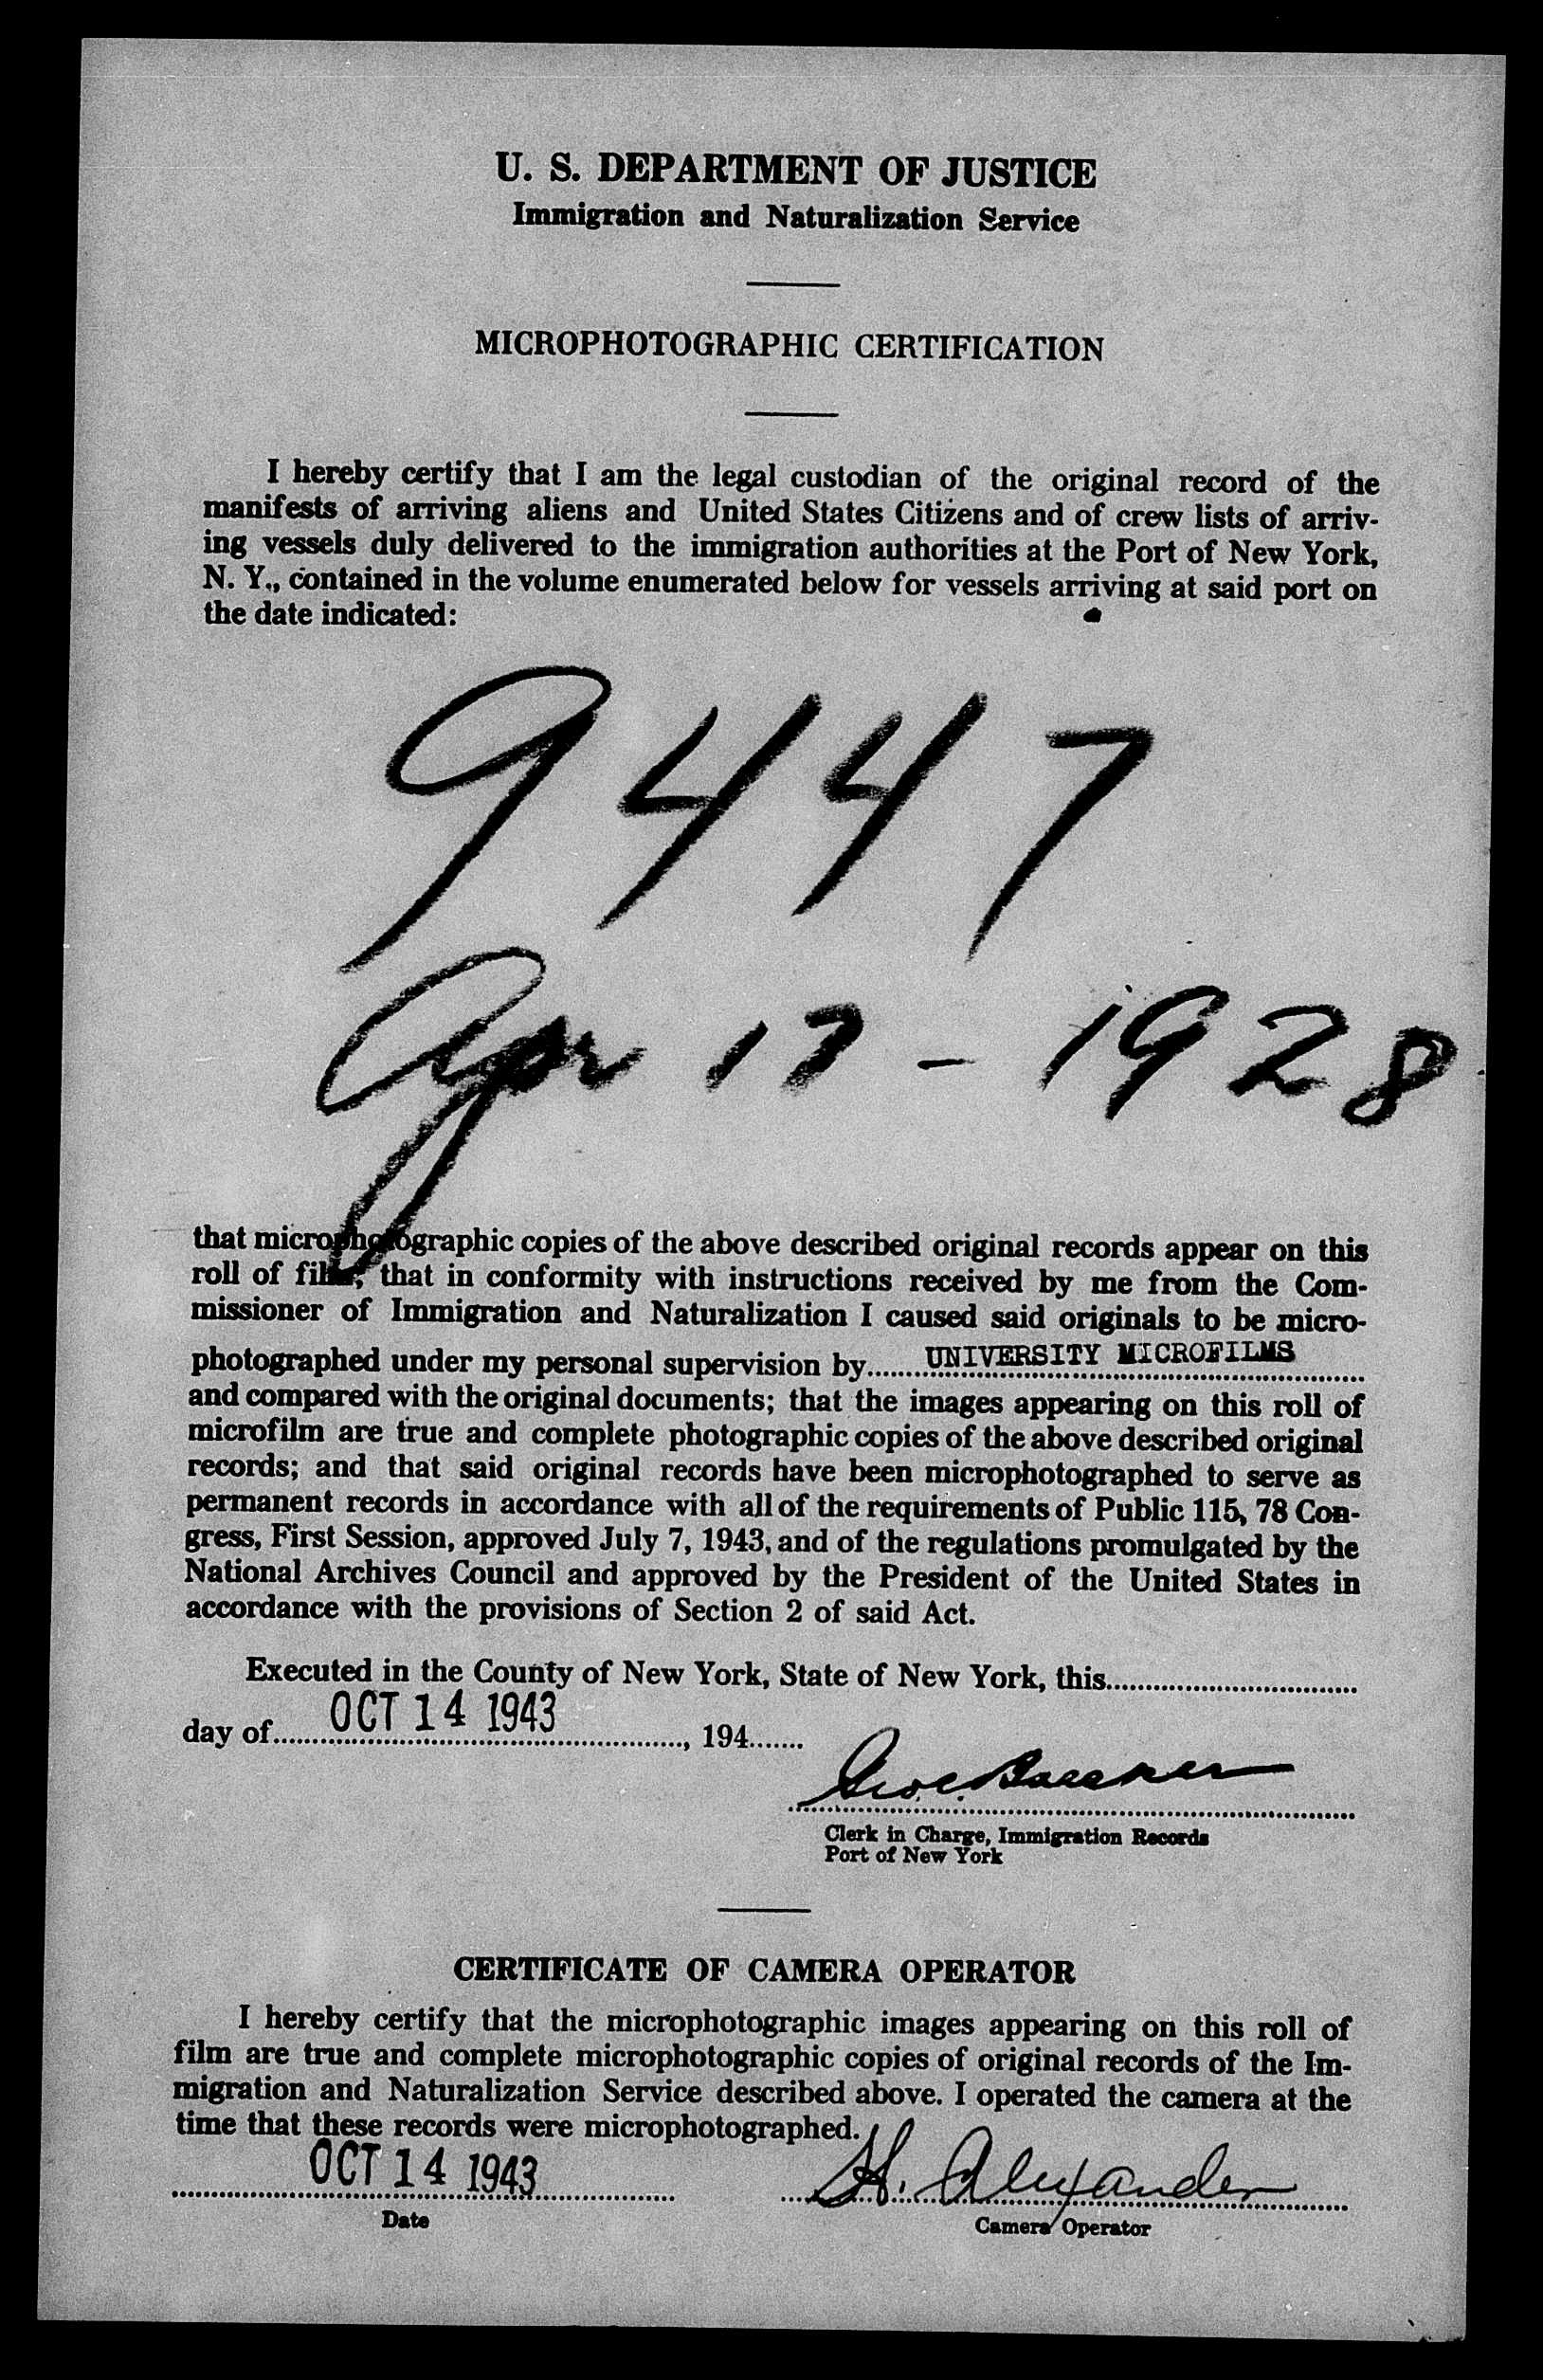 U. S. DEPARTMENT OF JUSTICE
Immigration and Naturalization Service
MICROPHOTOGRAPHIC CERTIFICATION
I hereby certify that I am the legal custodian of the original record of the
manifests of arriving aliens and United States Citizens and of crew lists of arriv-
ing vessels duly delivered to the immigration authorities at the Port of New York,
N. Y., contained in the volume enumerated below for vessels arriving at said port on
the date indicated:
9447
Apr - 1928
that microphotographic copies of the above described original records appear on this
roll of film; that in conformity with instructions received by me from the Com-
missioner of Immigration and Naturalization I caused said originals to be micro-
photographed under my personal supervision by UNIVERSITY MICROFILMS
and compared with the original documents; that the images appearing on this roll of
microfilm are true and complete photographic copies of the above described original
records; and that said original records have been microphotographed to serve as
permanent records in accordance with all of the requirements of Public 115, 78 Con-
gress, First Session, approved July 7, 1943, and of the regulations promulgated by the
National Archives Council and approved by the President of the United States in
accordance with the provisions of Section 2 of said Act.
Executed in the County of New York, State of New York, this
day of OCT 14 1943, 194
Clerk in Charge, Immigration Records
Port of New York
CERTIFICATE OF CAMERA OPERATOR
I hereby certify that the microphotographic images appearing on this roll of
film are true and complete microphotographic copies of original records of the Im-
migration and Naturalization Service described above. I operated the camera at the
time that these records were microphotographed.
OCT 14 1943 H. Alexander
Date Camera Operator